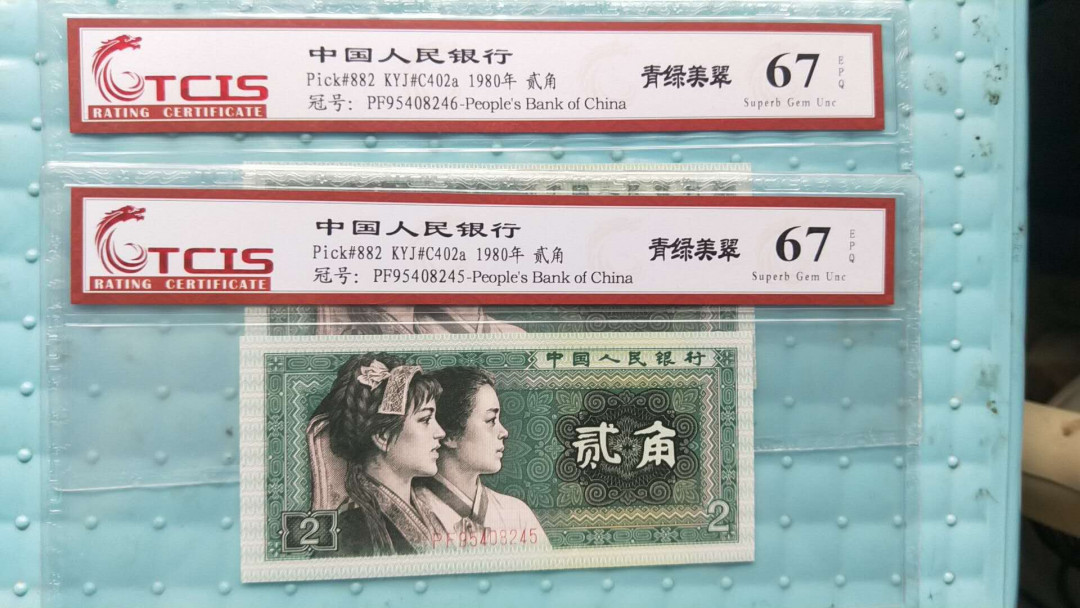 TCIS
RATING CERTIFICATE
中国人民银行
Pick#882 KYJ#C402a 1980年 贰角
冠号: PF95408246-People's Bank of China
青绿美翠
67
EPQ
Superb Gem Unc
TCIS
RATING CERTIFICATE
中国人民银行
Pick#882 KYJ#C402a 1980年 贰角
冠号: PF95408245-People's Bank of China
青绿美翠
67
EPQ
Superb Gem Unc
中国人民银行
贰角
2
2
PF95408245